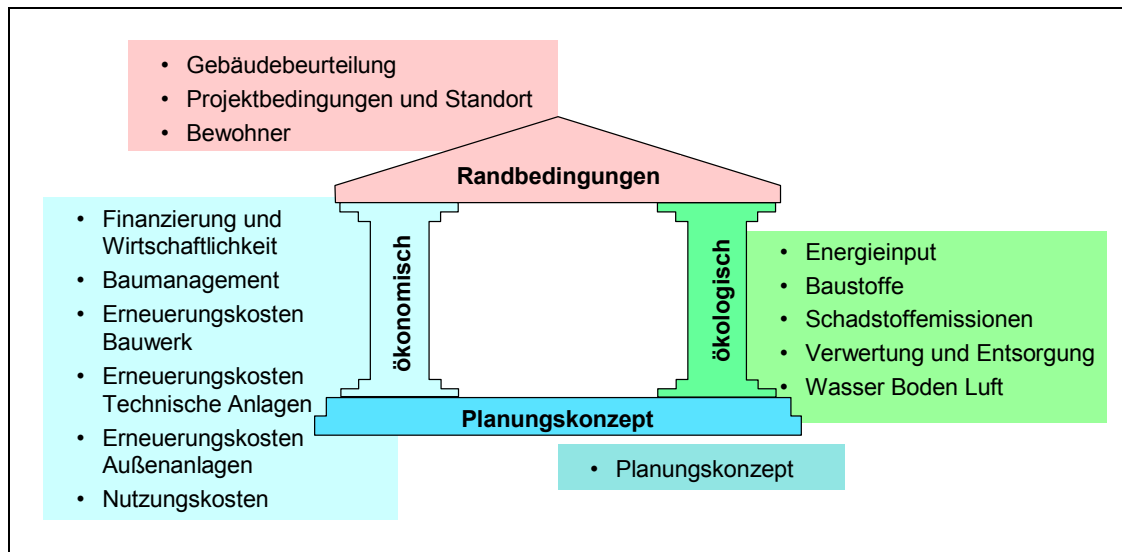 • Gebäudebeurteilung
• Projektbedingungen und Standort
• Bewohner
Randbedingungen
• Finanzierung und
Wirtschaftlichkeit
• Baumanagement
• Erneuerungskosten
Bauwerk
• Erneuerungskosten
Technische Anlagen
• Erneuerungskosten
Außenanlagen
• Nutzungskosten
ökonomisch
ökologisch
• Energieinput
• Baustoffe
• Schadstoffemissionen
• Verwertung und Entsorgung
• Wasser Boden Luft
Planungskonzept
• Planungskonzept